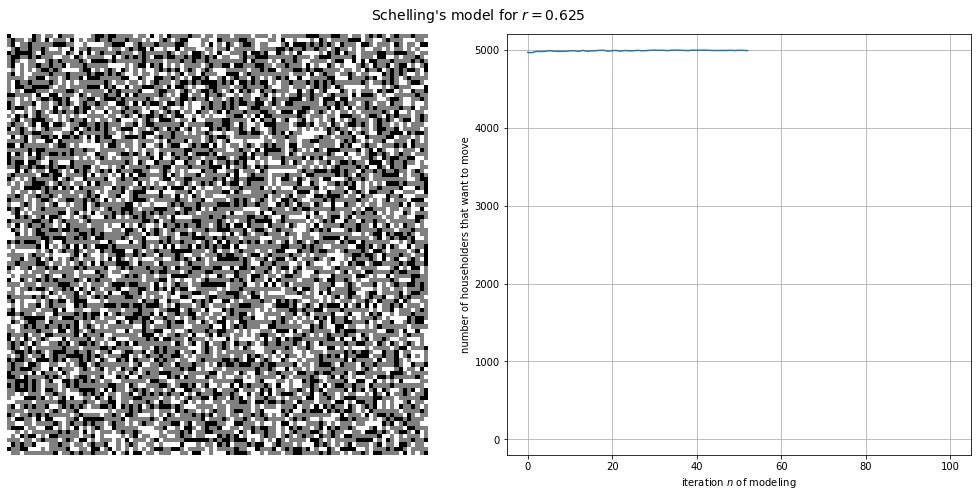 Schelling's model for r = 0.625
number of householders that want to move
5000
4000
3000
2000
1000
0
0 20 40 60 80 100
iteration n of modeling